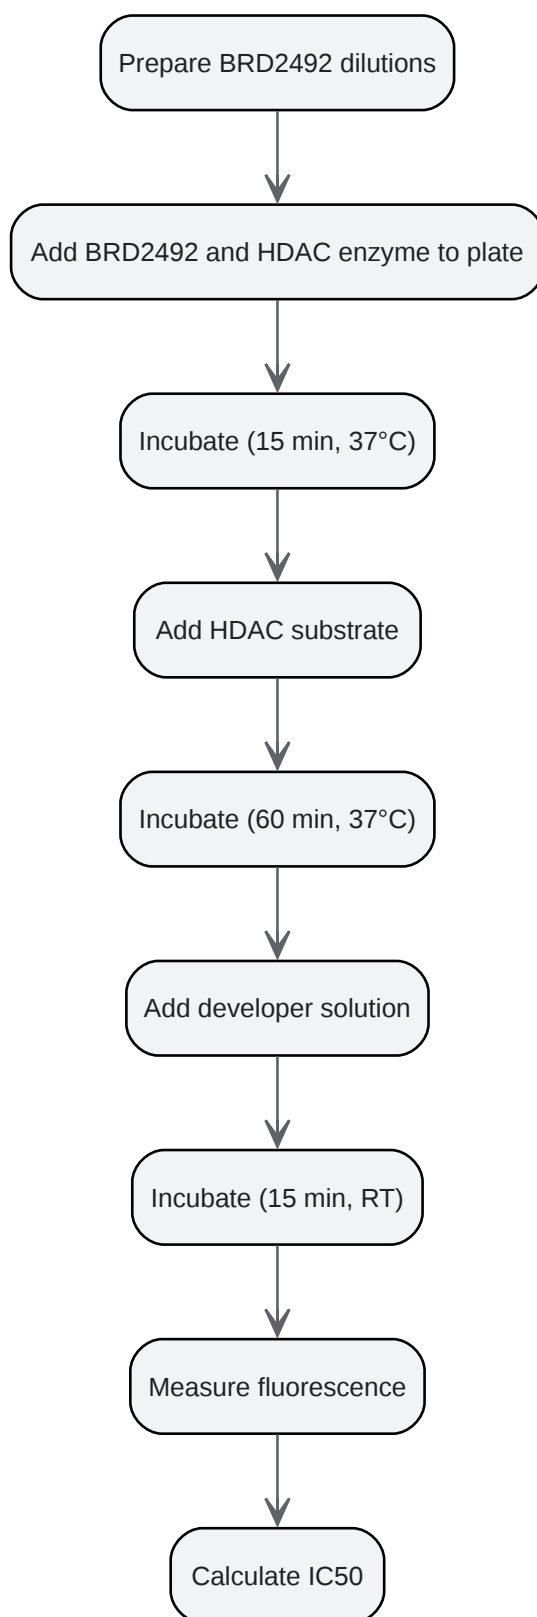 Prepare BRD2492 dilutions
Add BRD2492 and HDAC enzyme to plate
Incubate (15 min, 37°C)
Add HDAC substrate
Incubate (60 min, 37°C)
Add developer solution
Incubate (15 min, RT)
Measure fluorescence
Calculate IC50